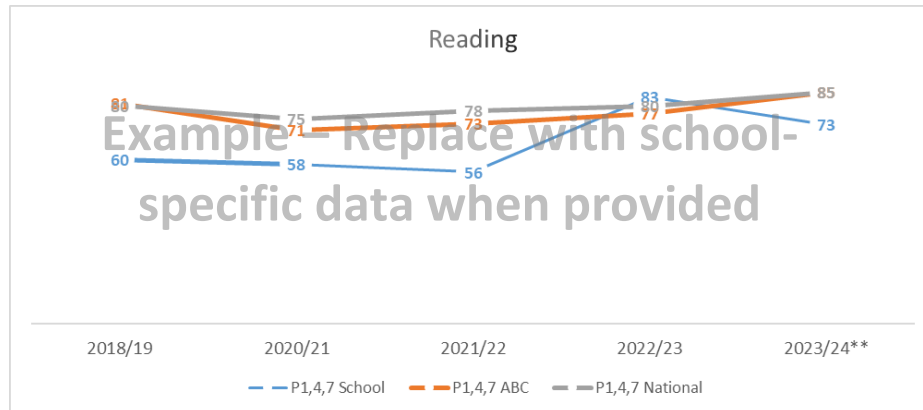 Reading
81 75 78 83 80 85
71 73 77 73
Example – Replace with school-
60 58 56
specific data when provided
2018/19 2020/21 2021/22 2022/23 2023/24**
P1,4,7 School P1,4,7 ABC P1,4,7 National